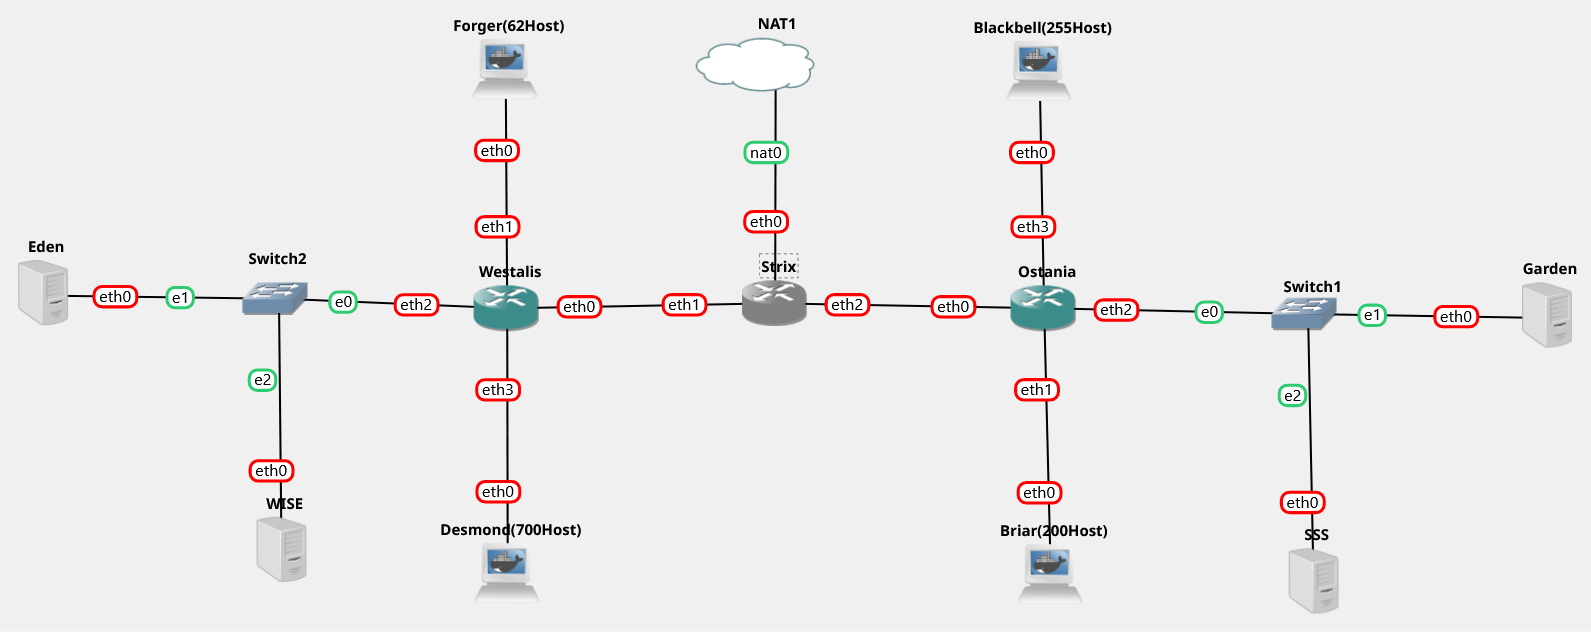 Forger(62Host)
NAT1
Blackbell(255Host)
eth0
nat0
eth0
eth1
eth0
eth3
Eden
Switch2
Westalis
Strix
Ostania
Switch1
Garden
eth0
e1
e0
eth2
eth0
eth1
eth2
eth0
eth2
e0
e1
eth0
e2
eth3
eth1
e2
eth0
eth0
eth0
eth0
WISE
Desmond(700Host)
Briar(200Host)
SSS